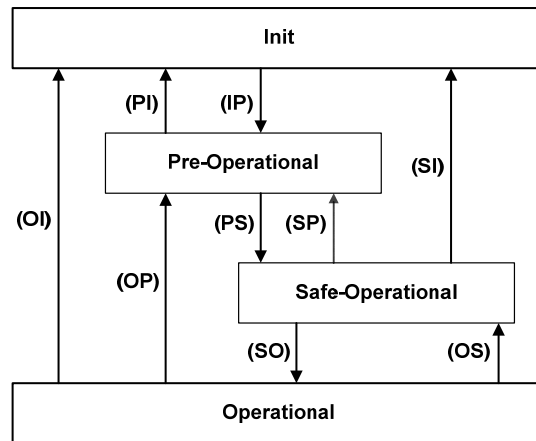 Init
(PI)
(IP)
Pre-Operational
(SI)
(OI)
(PS)
(SP)
(OP)
Safe-Operational
(SO)
(OS)
Operational